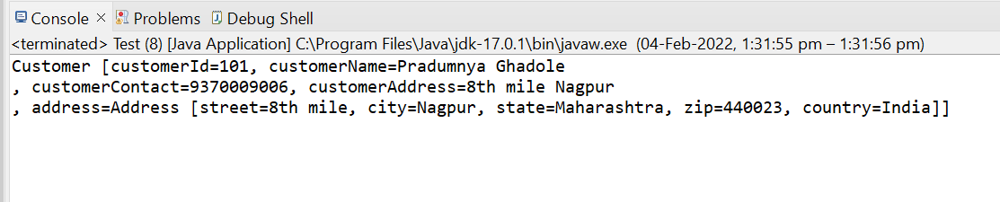 Console Problems Debug Shell
<terminated> Test (8) [Java Application] C:\Program Files\Java\jdk-17.0.1\bin\javaw.exe (04-Feb-2022, 1:31:55 pm – 1:31:56 pm)
Customer [customerId=101, customerName=Pradumnya Ghadole
, customerContact=9370009006, customerAddress=8th mile Nagpur
, address=Address [street=8th mile, city=Nagpur, state=Maharashtra, zip=440023, country=India]]